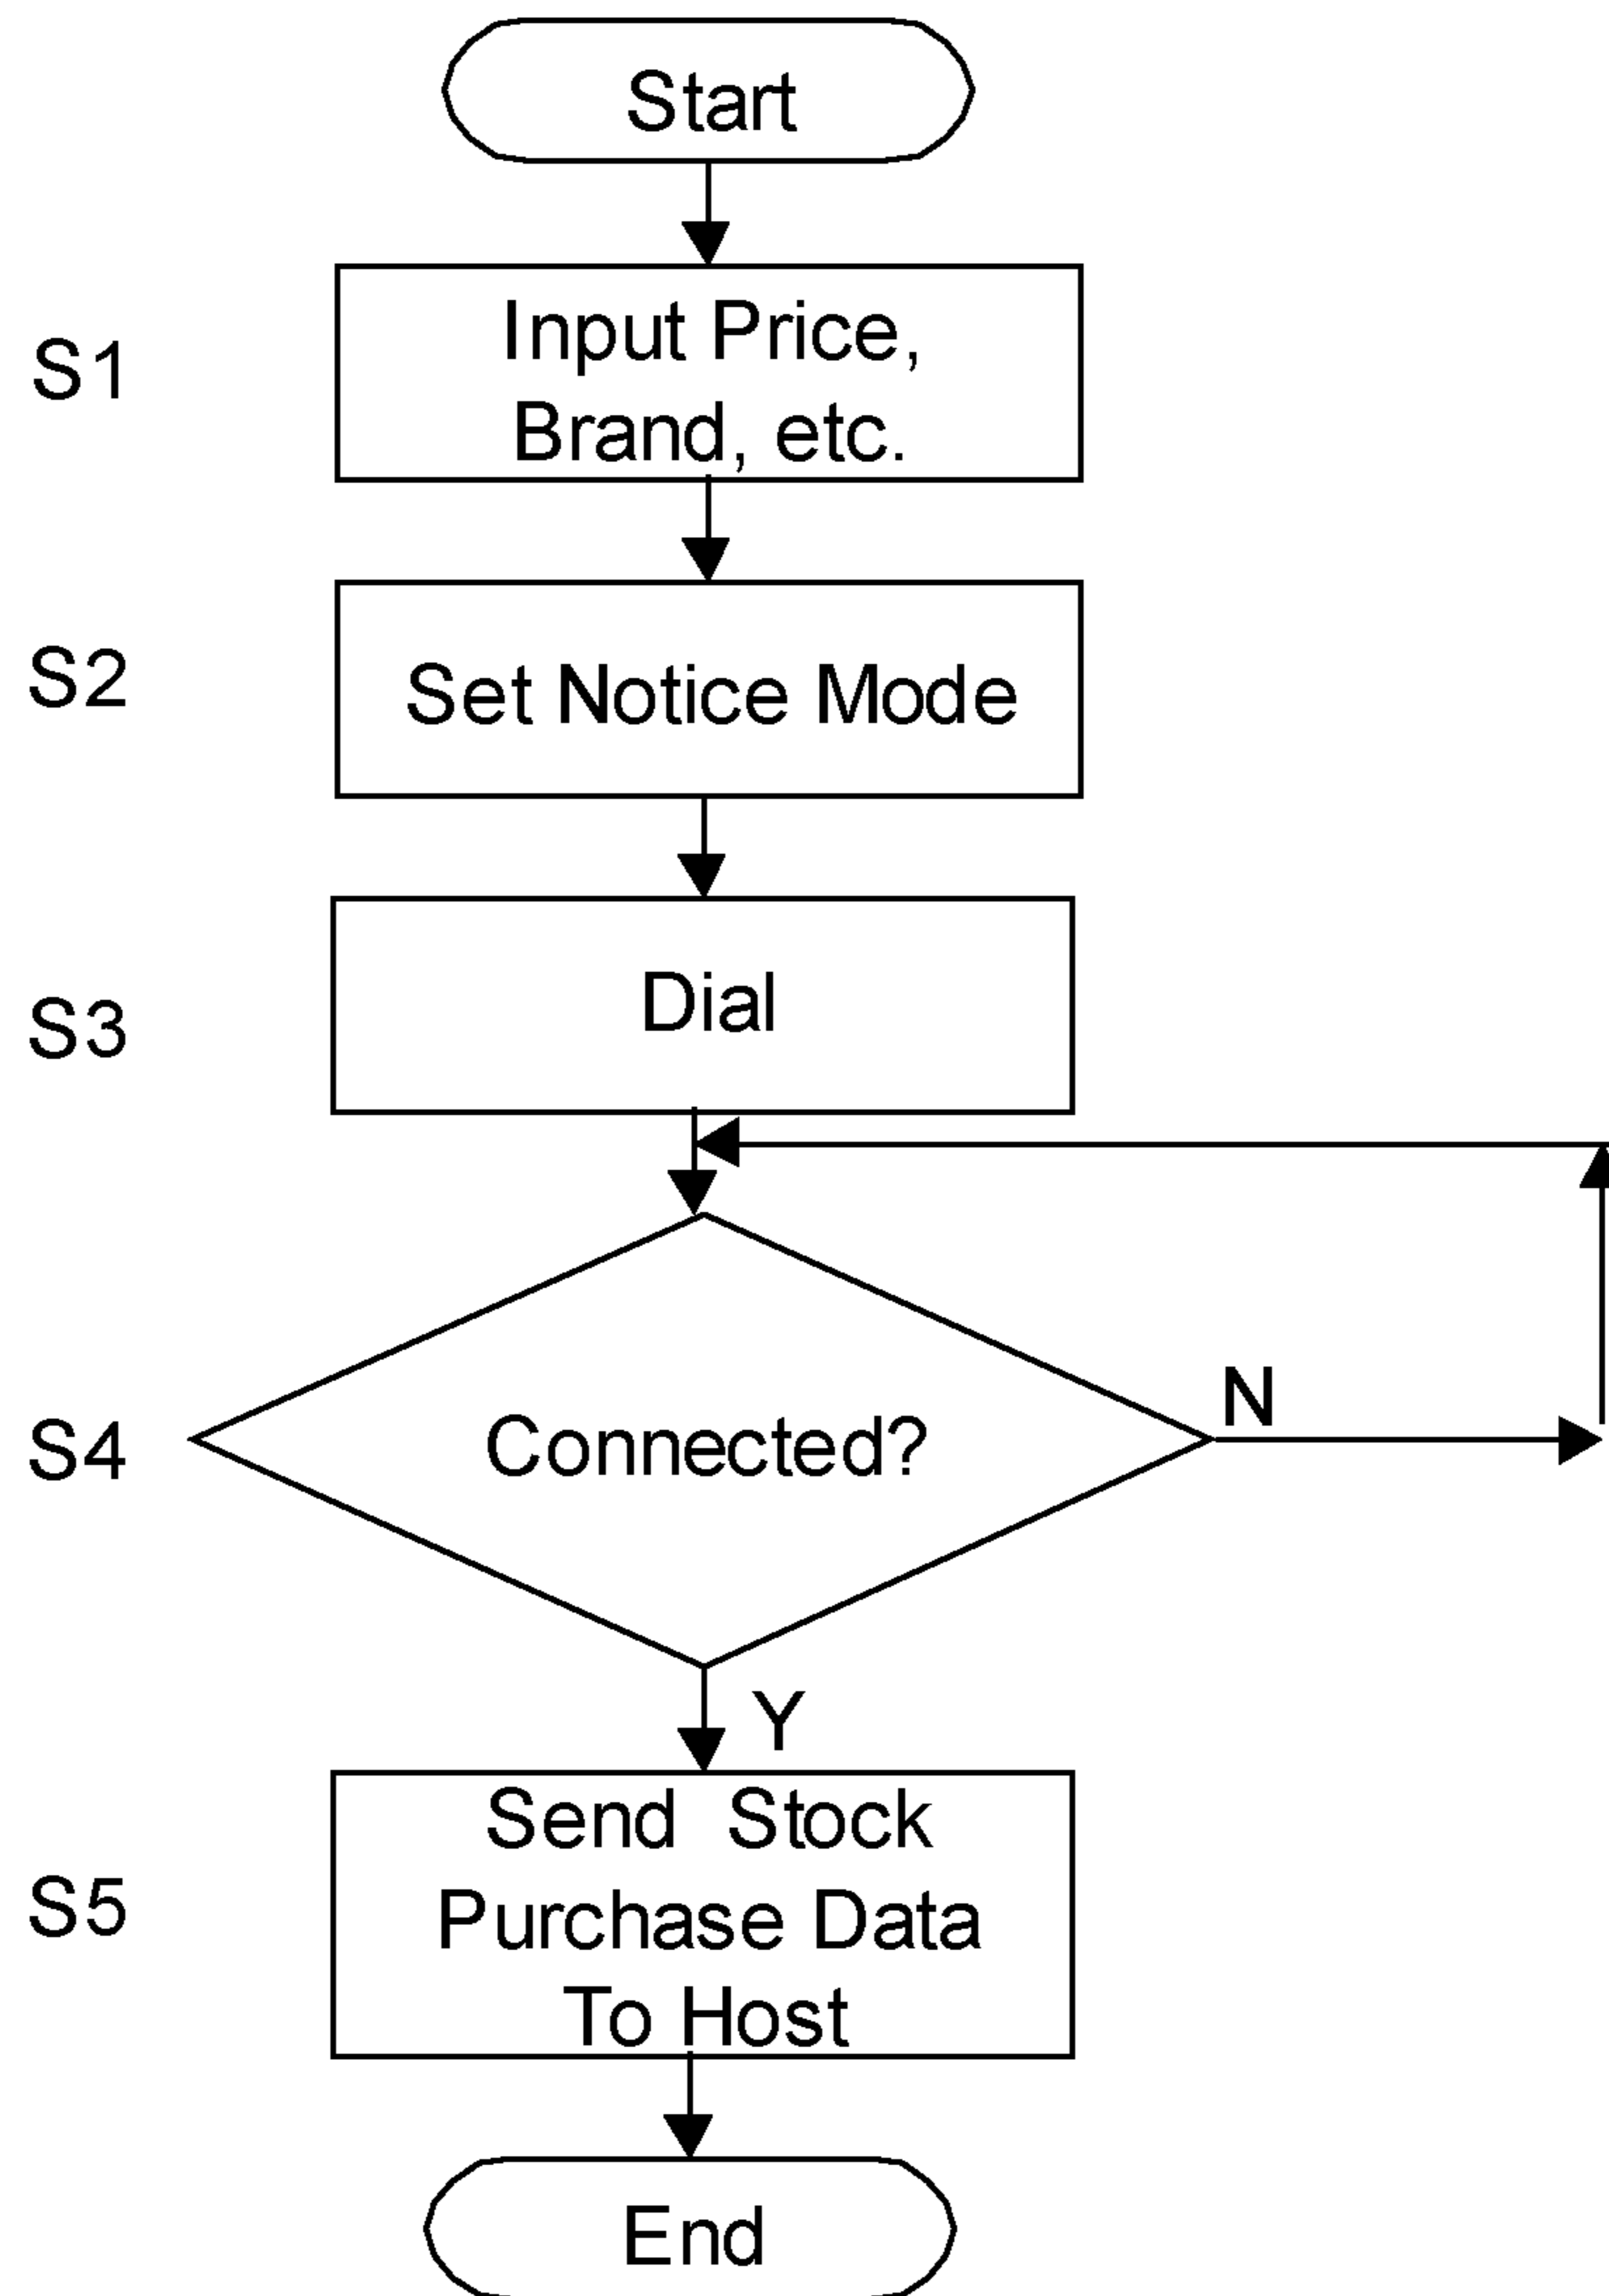 Start
S1
Input Price,
Brand, etc.
S2
Set Notice Mode
S3
Dial
S4
Connected?
N
Y
S5
Send Stock
Purchase Data
To Host
End